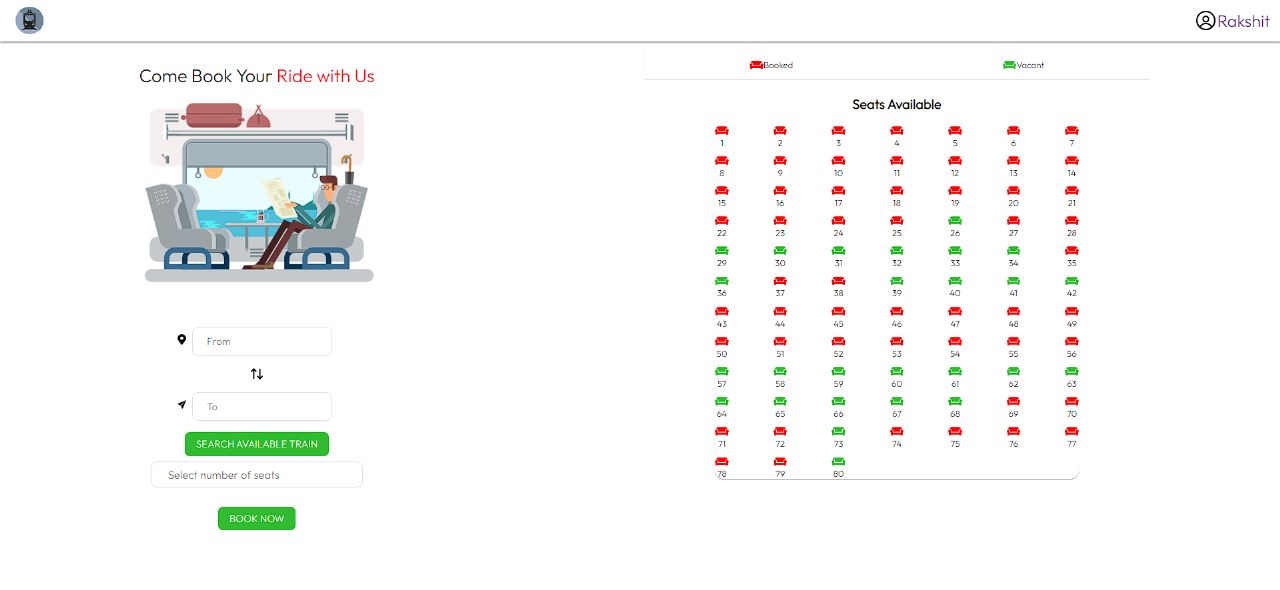 Rakshit
Come Book Your Ride with Us
From
To
SEARCH AVAILABLE TRAIN
Select number of seats
BOOK NOW
Booked Vacant
Seats Available
1 2 3 4 5 6 7
8 9 10 11 12 13 14
15 16 17 18 19 20 21
22 23 24 25 26 27 28
29 30 31 32 33 34 35
36 37 38 39 40 41 42
43 44 45 46 47 48 49
50 51 52 53 54 55 56
57 58 59 60 61 62 63
64 65 66 67 68 69 70
71 72 73 74 75 76 77
78 79 80